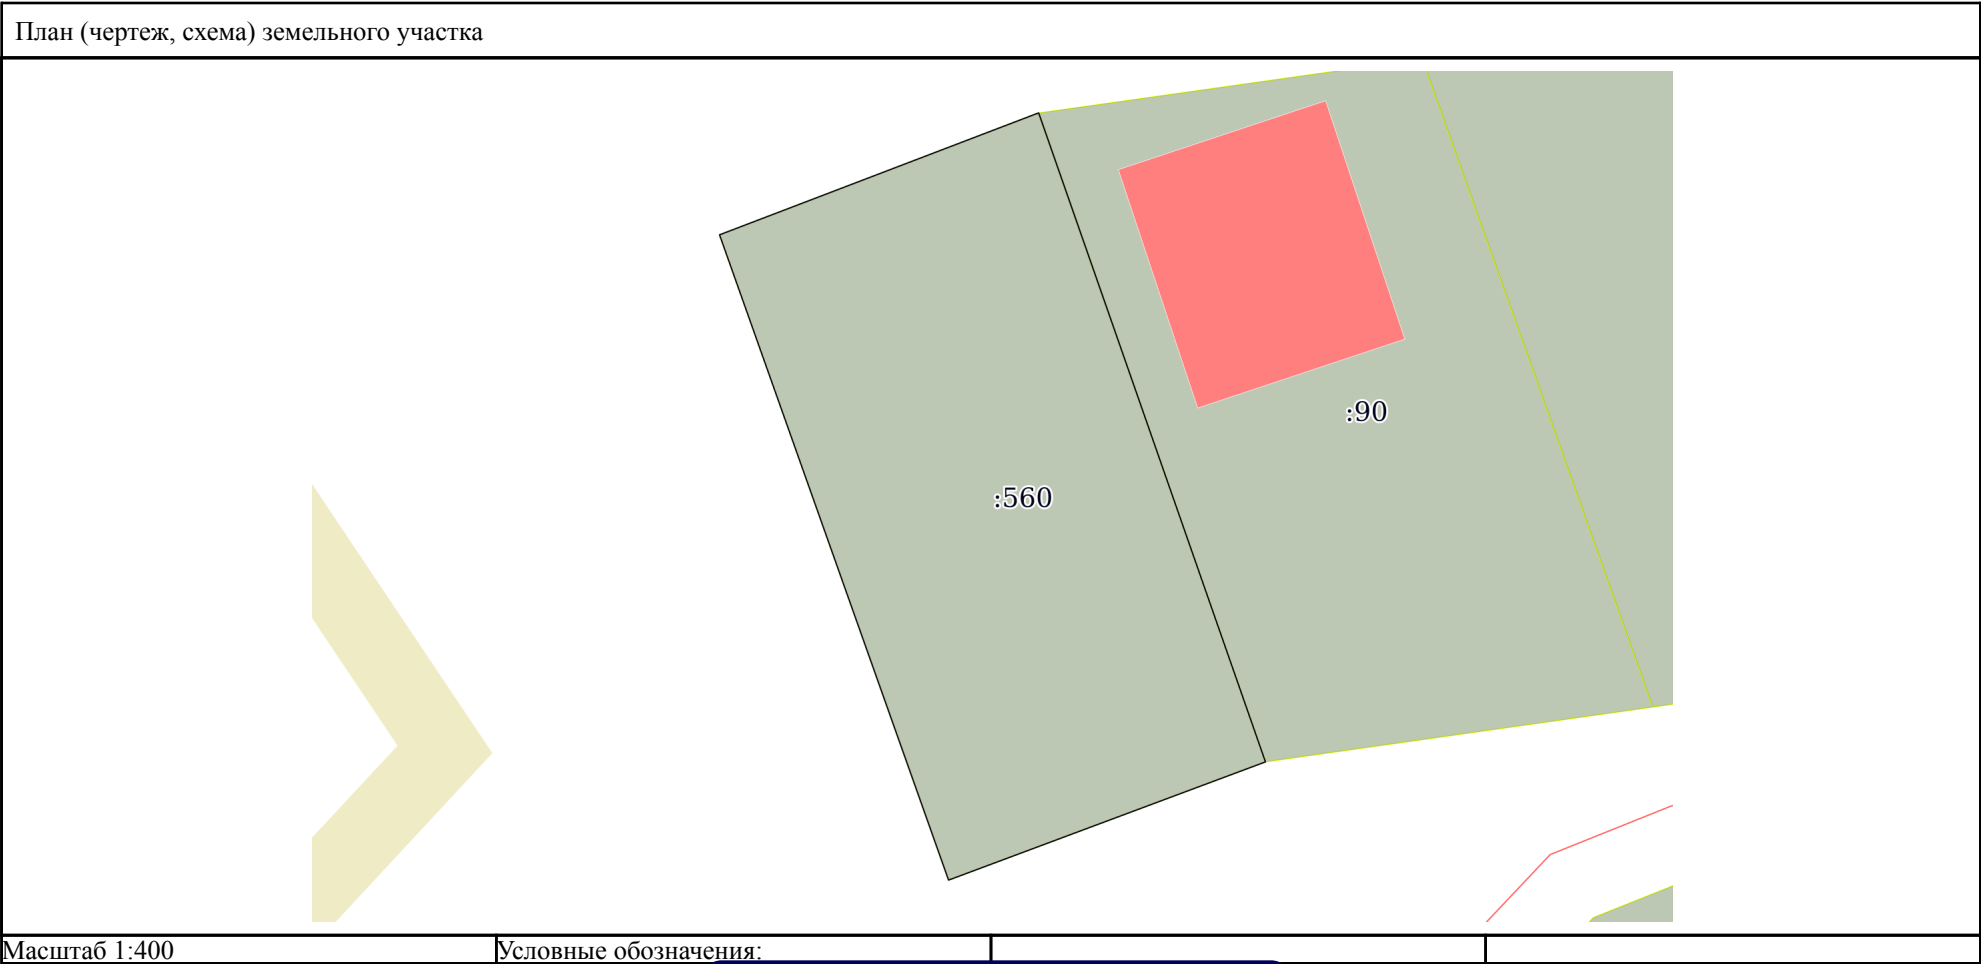 План (чертеж, схема) земельного участка
:90
:560
Масштаб 1:400
Условные обозначения: